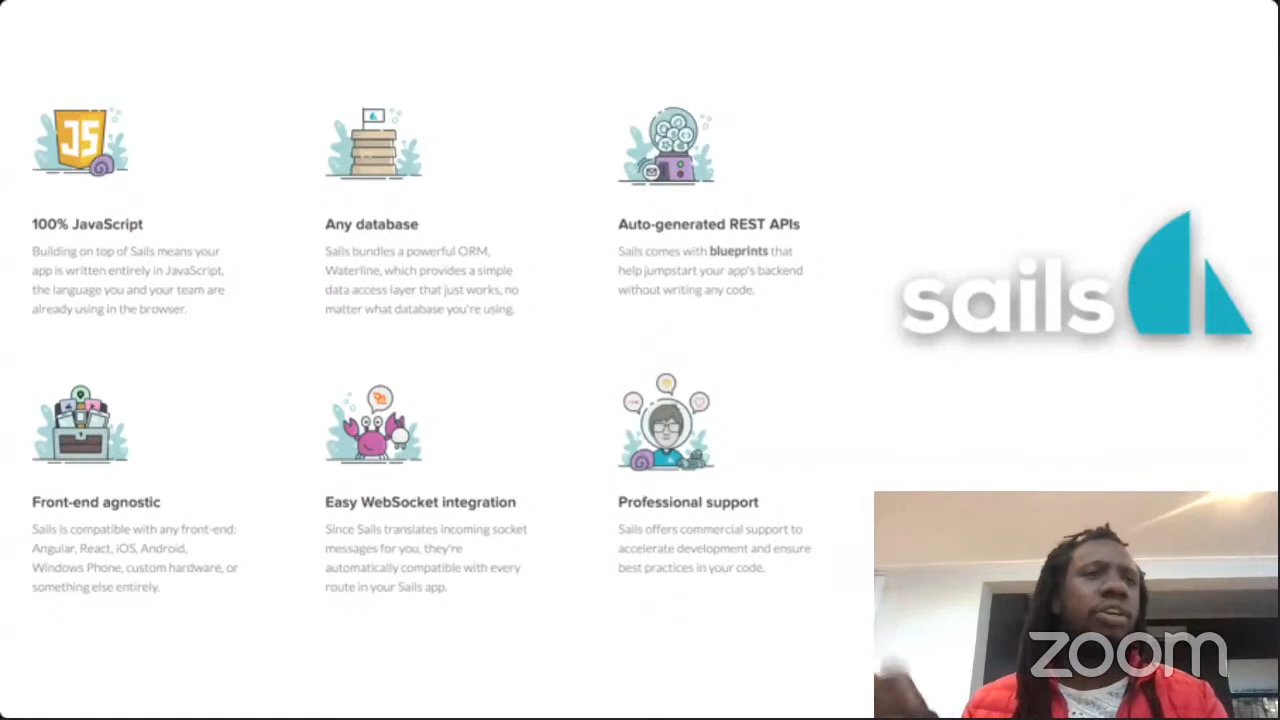 JS
100% JavaScript
Building on top of Sails means your
app is written entirely in JavaScript,
the language you and your team are
already using in the browser.
Any database
Sails bundles a powerful ORM,
Waterline, which provides a simple
data access layer that just works, no
matter what database you're using.
Auto-generated REST APIs
Sails comes with blueprints that
help jumpstart your app's backend
without writing any code.
sails
Front-end agnostic
Sails is compatible with any front-end:
Angular, React, iOS, Android,
Windows Phone, custom hardware, or
something else entirely.
Easy WebSocket integration
Since Sails translates incoming socket
messages for you, they're
automatically compatible with every
route in your Sails app.
Professional support
Sails offers commercial support to
accelerate development and ensure
best practices in your code.
zoom